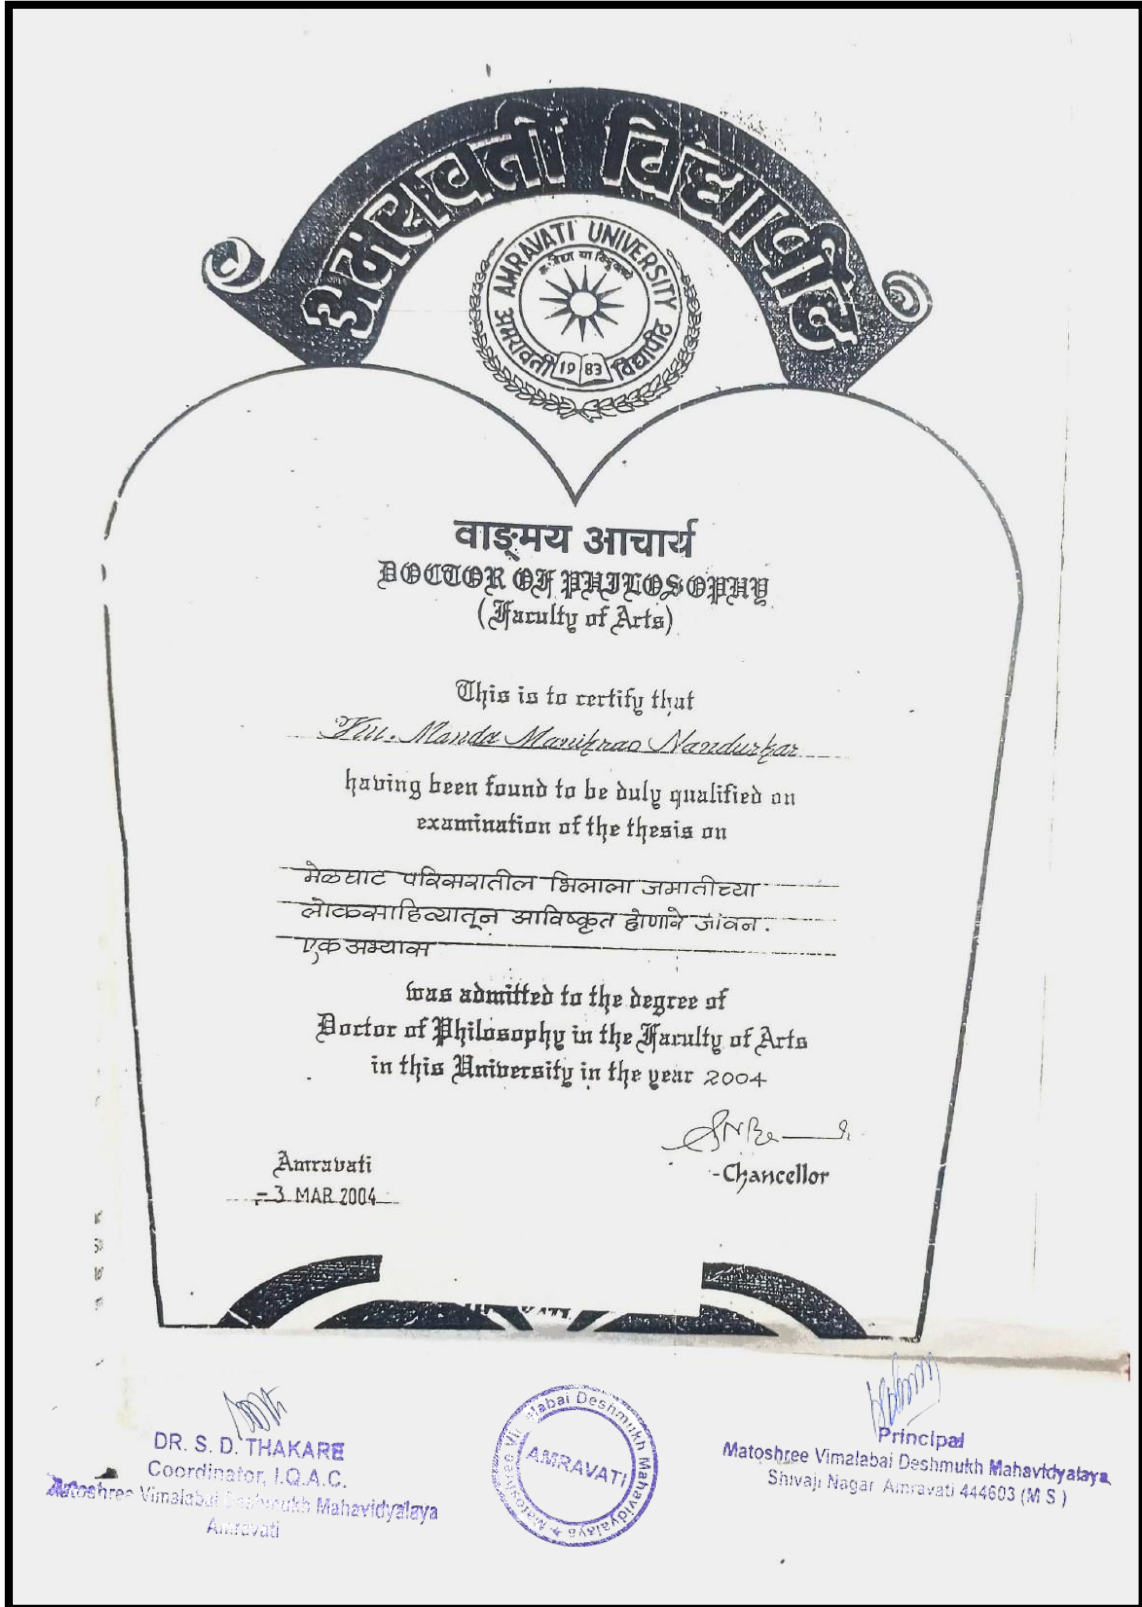 अमरावती विद्यापीठ
AMRAVATI UNIVERSITY
अमरावती विद्यापीठ
1983
वाङ्मय आचार्य
DOCTOR OF PHILOSOPHY
(Faculty of Arts)
This is to certify that
Ku. Manda Manikrao Nandurkar
having been found to be duly qualified on
examination of the thesis on
मेळघाट परिसरातील भिलाला जमातीच्या
लोकसाहित्यातून आविष्कृत होणारे जीवन.
एक अभ्यास
was admitted to the degree of
Doctor of Philosophy in the Faculty of Arts
in this University in the year 2004
Amravati
-Chancellor
- 3 MAR 2004
DR. S. D. THAKARE
Coordinator, I.Q.A.C.
Matoshree Vimalabai Deshmukh Mahavidyalaya
Amravati
Matoshree Vimalabai Deshmukh Mahavidyalaya
AMRAVATI
Principal
Matoshree Vimalabai Deshmukh Mahavidyalaya
Shivaji Nagar Amravati 444603 (M S )